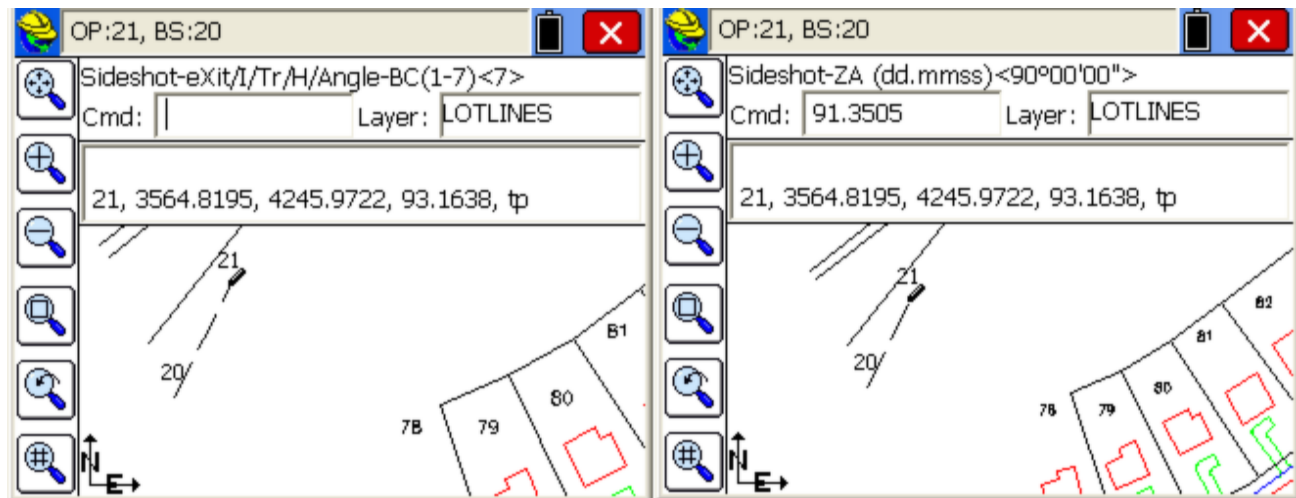 OP:21, BS:20
Sideshot-eXit/I/Tr/H/Angle-BC(1-7)<7>
Cmd: Layer: LOTLINES
21, 3564.8195, 4245.9722, 93.1638, tp
21
20
81
80
79
78
N
E
OP:21, BS:20
Sideshot-ZA (dd.mmss)<90º00'00">
Cmd: 91.3505 Layer: LOTLINES
21, 3564.8195, 4245.9722, 93.1638, tp
21
20
82
81
80
79
78
N
E